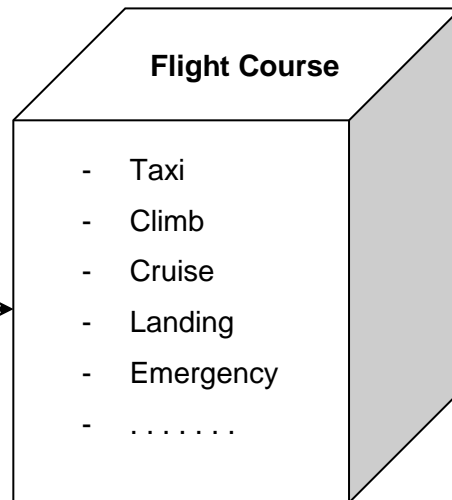 Flight Course
- Taxi
- Climb
- Cruise
- Landing
- Emergency
- . . . . . . .